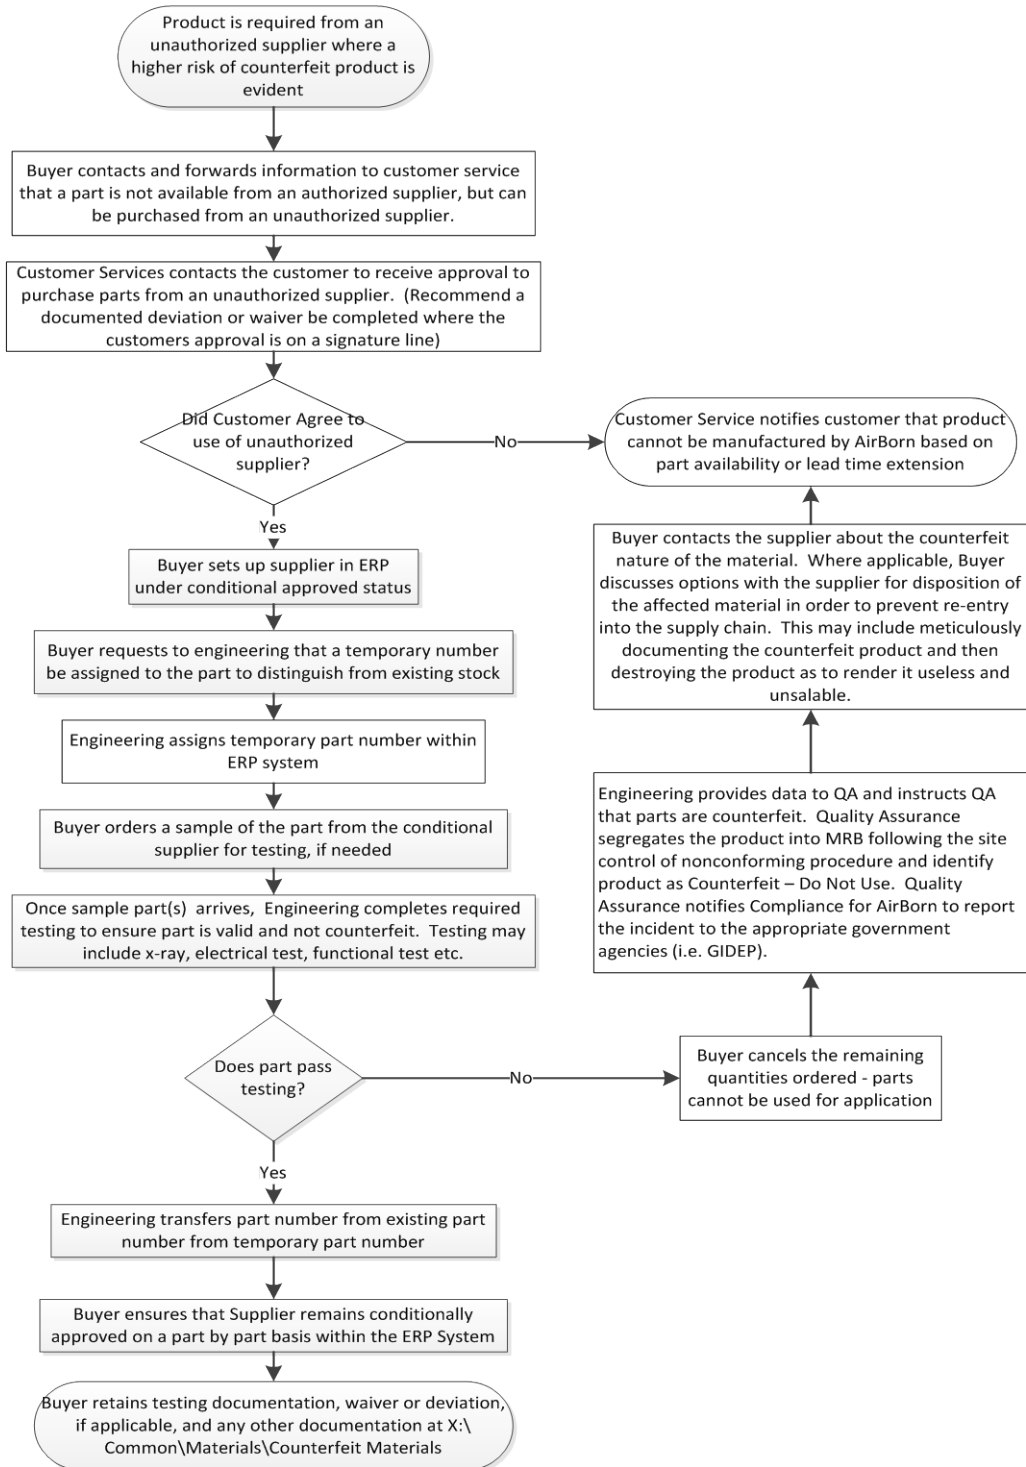 Product is required from an
unauthorized supplier where a
higher risk of counterfeit product is
evident
Buyer contacts and forwards information to customer service
that a part is not available from an authorized supplier, but can
be purchased from an unauthorized supplier.
Customer Services contacts the customer to receive approval to
purchase parts from an unauthorized supplier.  (Recommend a
documented deviation or waiver be completed where the
customers approval is on a signature line)
Did Customer Agree to
use of unauthorized
supplier?
No
Customer Service notifies customer that product
cannot be manufactured by AirBorn based on
part availability or lead time extension
Yes
Buyer sets up supplier in ERP
under conditional approved status
Buyer requests to engineering that a temporary number
be assigned to the part to distinguish from existing stock
Engineering assigns temporary part number within
ERP system
Buyer orders a sample of the part from the conditional
supplier for testing, if needed
Once sample part(s)  arrives,  Engineering completes required
testing to ensure part is valid and not counterfeit.  Testing may
include x-ray, electrical test, functional test etc.
Does part pass
testing?
No
Buyer cancels the remaining
quantities ordered - parts
cannot be used for application
Engineering provides data to QA and instructs QA
that parts are counterfeit.  Quality Assurance
segregates the product into MRB following the site
control of nonconforming procedure and identify
product as Counterfeit – Do Not Use.  Quality
Assurance notifies Compliance for AirBorn to report
the incident to the appropriate government
agencies (i.e. GIDEP).
Buyer contacts the supplier about the counterfeit
nature of the material.  Where applicable, Buyer
discusses options with the supplier for disposition of
the affected material in order to prevent re-entry
into the supply chain.  This may include meticulously
documenting the counterfeit product and then
destroying the product as to render it useless and
unsalable.
Yes
Engineering transfers part number from existing part
number from temporary part number
Buyer ensures that Supplier remains conditionally
approved on a part by part basis within the ERP System
Buyer retains testing documentation, waiver or deviation,
if applicable, and any other documentation at X:\
Common\Materials\Counterfeit Materials